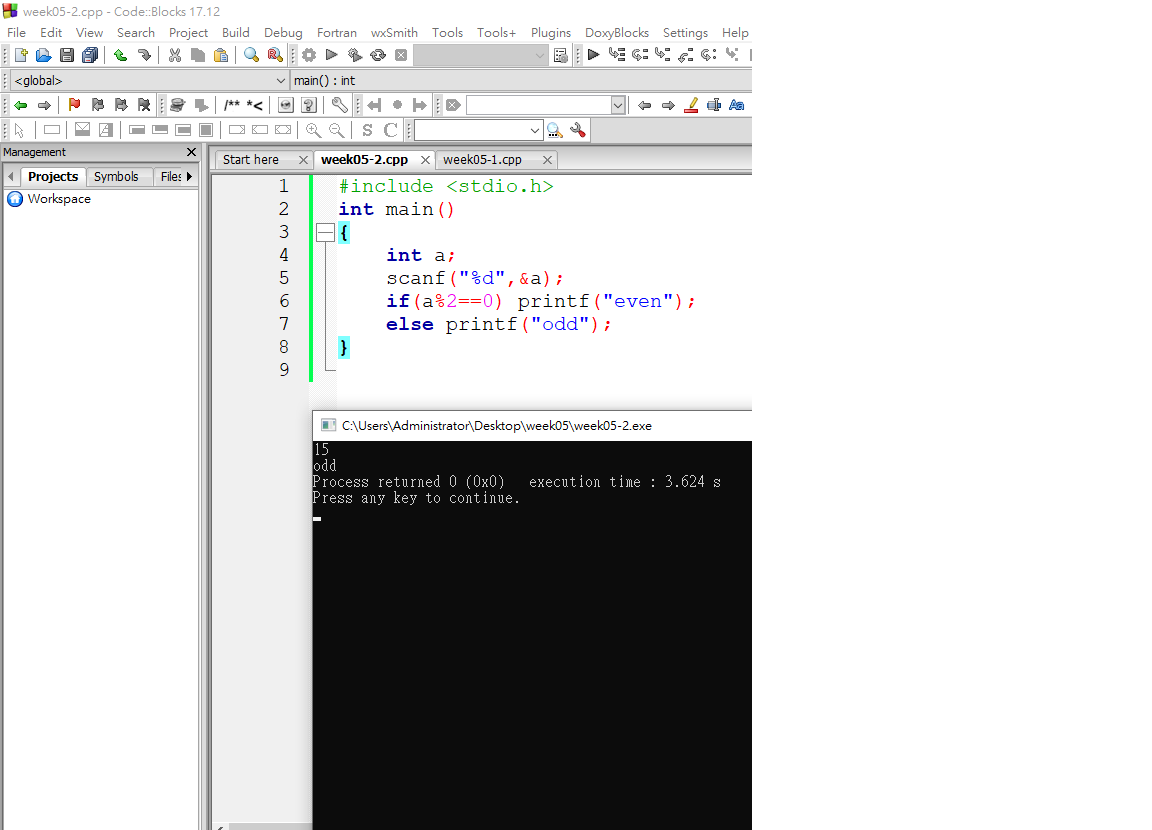 week05-2.cpp - Code::Blocks 17.12
File Edit View Search Project Build Debug Fortran wxSmith Tools Tools+ Plugins DoxyBlocks Settings Help
<global> main() : int
/** *<
S C
Management
Start here week05-2.cpp week05-1.cpp
Projects Symbols Files
Workspace
1 #include <stdio.h>
2 int main()
3 {
4 int a;
5 scanf("%d",&a);
6 if(a%2==0) printf("even");
7 else printf("odd");
8 }
9
C:\Users\Administrator\Desktop\week05\week05-2.exe
15
odd
Process returned 0 (0x0) execution time : 3.624 s
Press any key to continue.